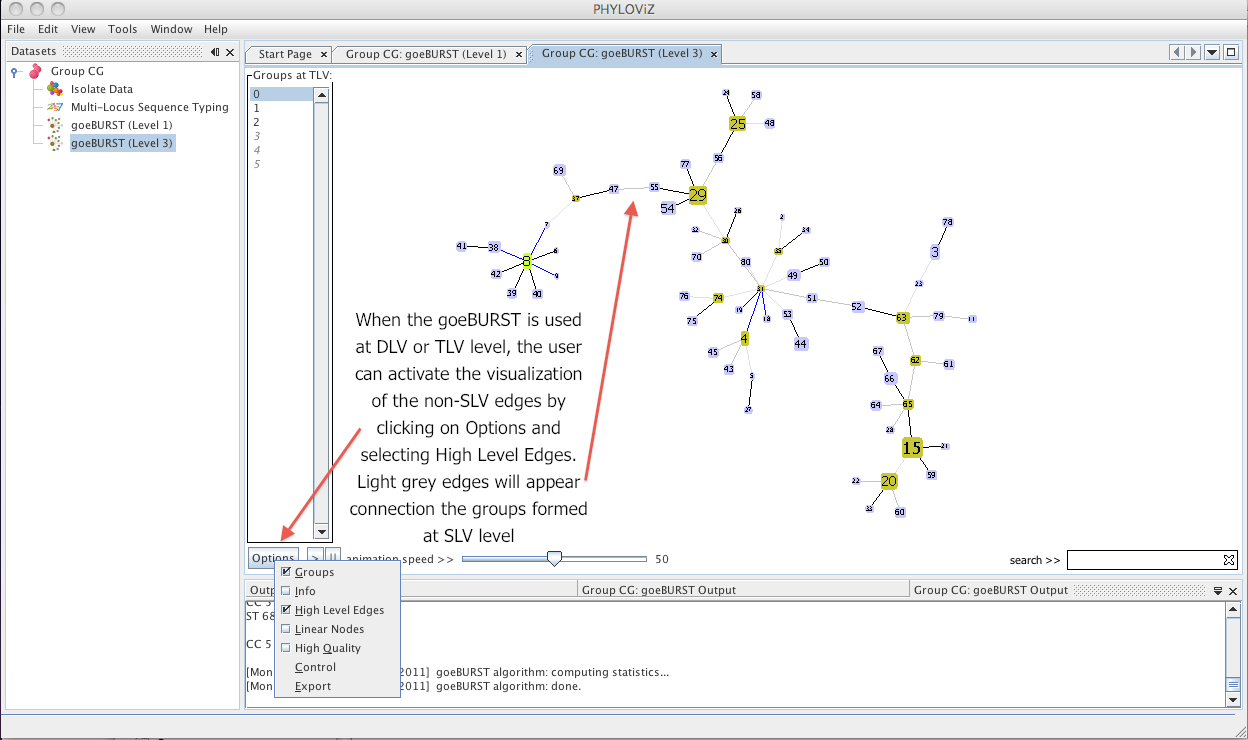 PHYLOViZ
File Edit View Tools Window Help
Datasets
Group CG
Isolate Data
Multi-Locus Sequence Typing
goeBURST (Level 1)
goeBURST (Level 3)
Start Page
Group CG: goeBURST (Level 1)
Group CG: goeBURST (Level 3)
Groups at TLV:
0
1
2
3
4
5
24 58
25 48
56
77
69
47 55 29
37
54
7
26
32
30
2
34
35
78
3
41 38
8
6
9
42
39 40
70
80
49 50
23
31
76 74
51
52
19
18
53
63 79 11
75
4
44
45
43
5
27
67
62 61
66
64 65
28
15 21
59
22 20
33 60
When the goeBURST is used
at DLV or TLV level, the user
can activate the visualization
of the non-SLV edges by
clicking on Options and
selecting High Level Edges.
Light grey edges will appear
connection the groups formed
at SLV level
Options > || animation speed >> 50
search >>
Groups
Info
High Level Edges
Linear Nodes
High Quality
Control
Export
Group CG: goeBURST Output
Group CG: goeBURST Output
ST 68
CC 5
[Mon 2011] goeBURST algorithm: computing statistics...
[Mon 2011] goeBURST algorithm: done.